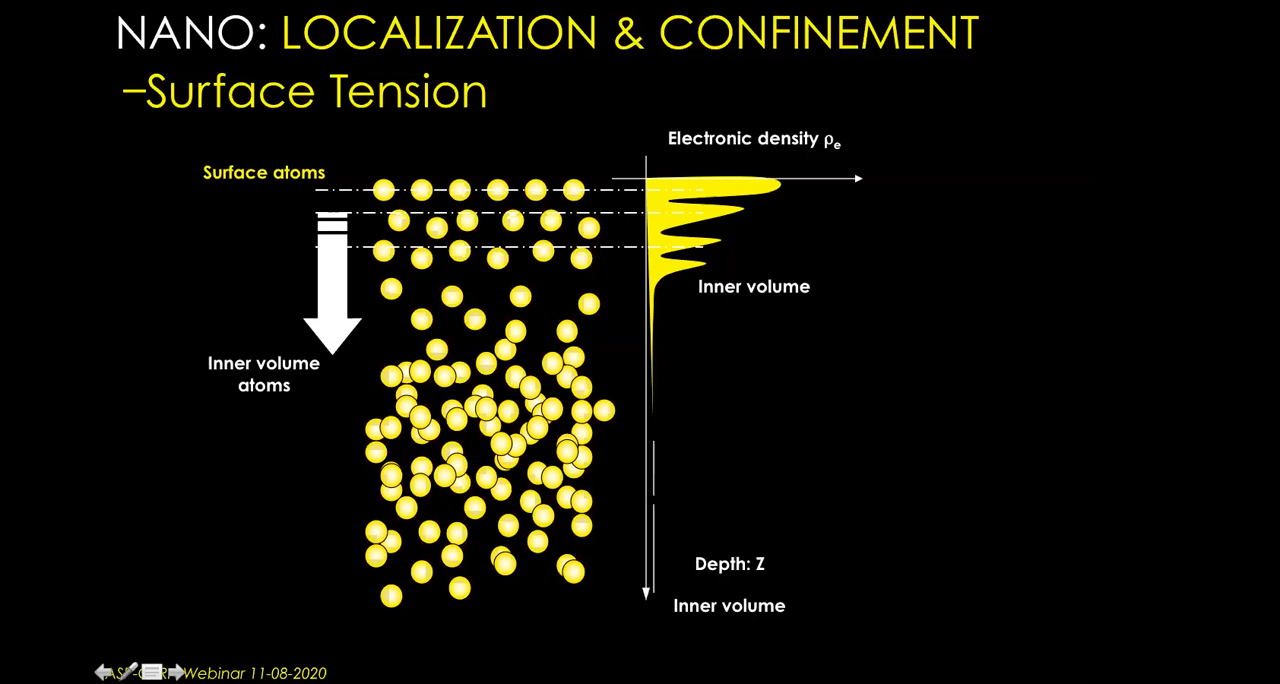 NANO: LOCALIZATION & CONFINEMENT
–Surface Tension
Electronic density ρe
Surface atoms
Inner volume
Inner volume
atoms
Depth: Z
Inner volume
Webinar 11-08-2020